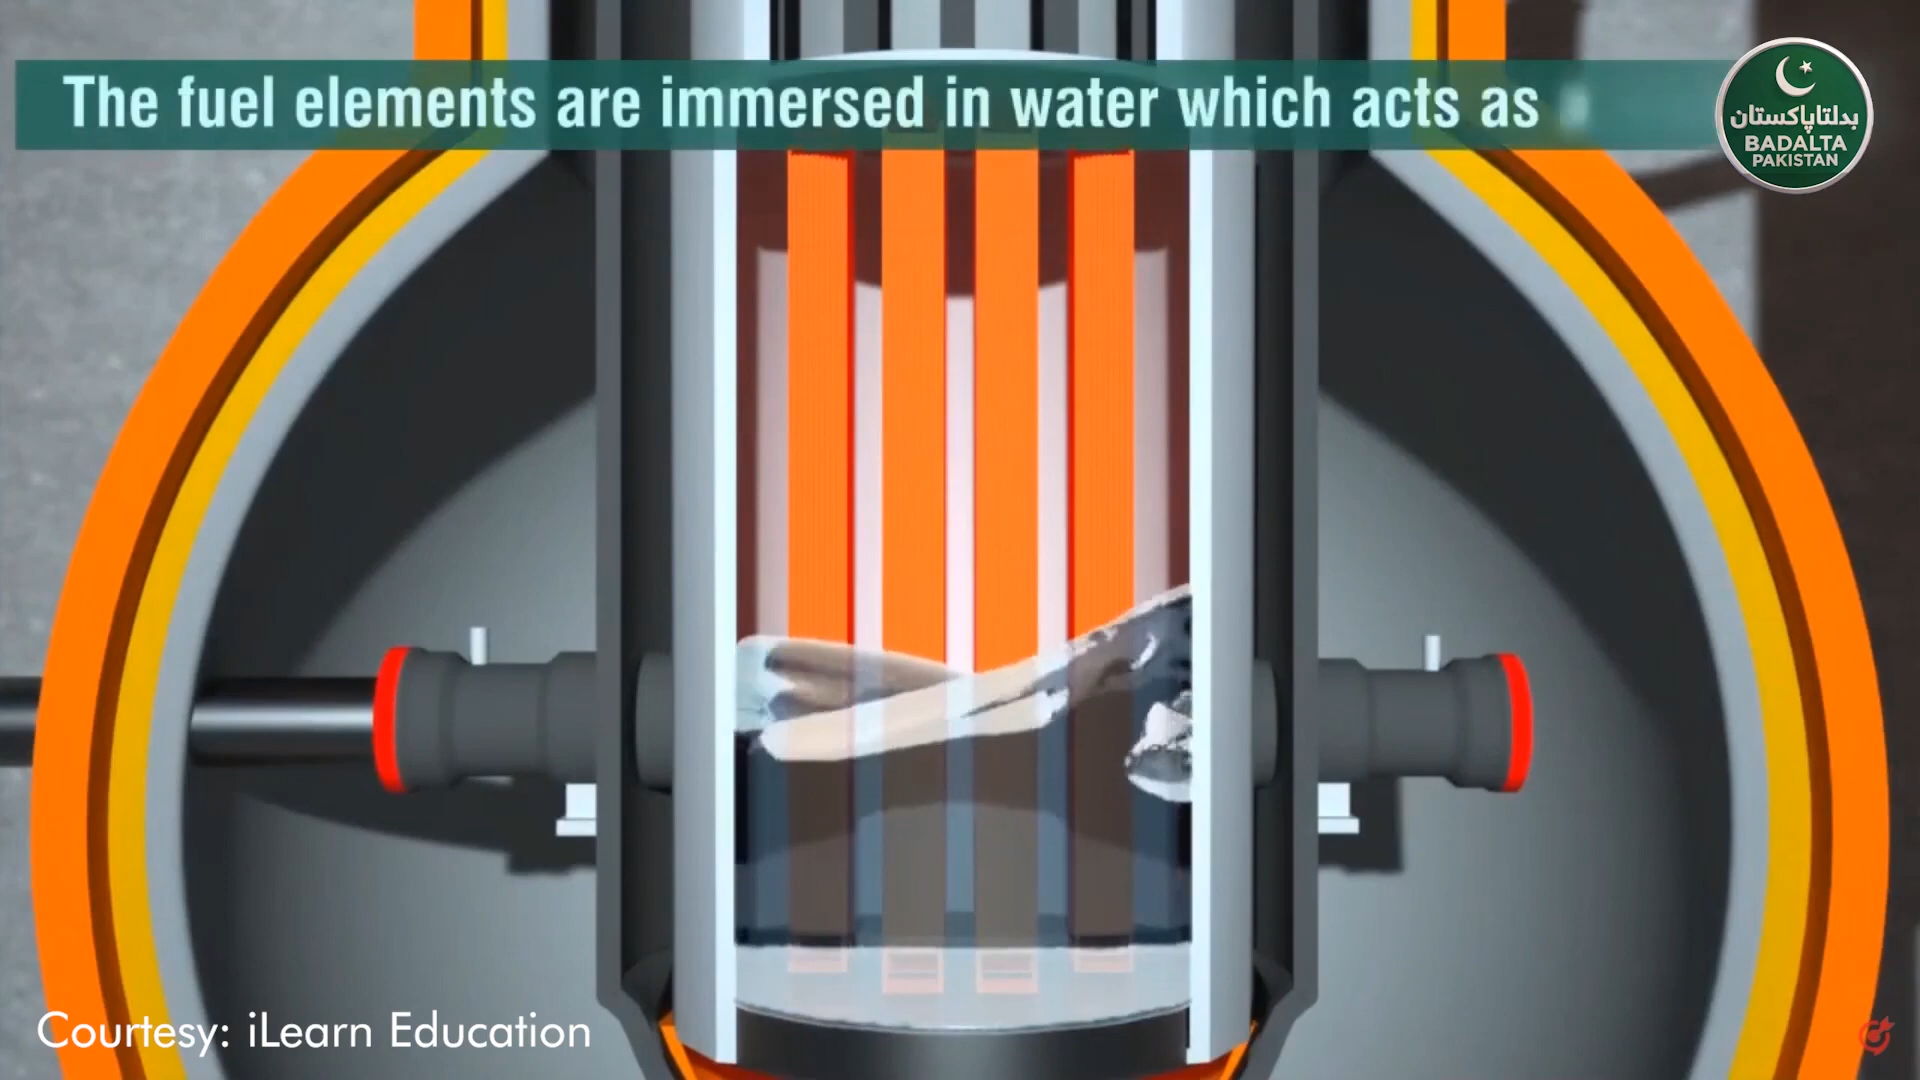 The fuel elements are immersed in water which acts as
بدلتاپاکستان
BADALTA
PAKISTAN
Courtesy: iLearn Education